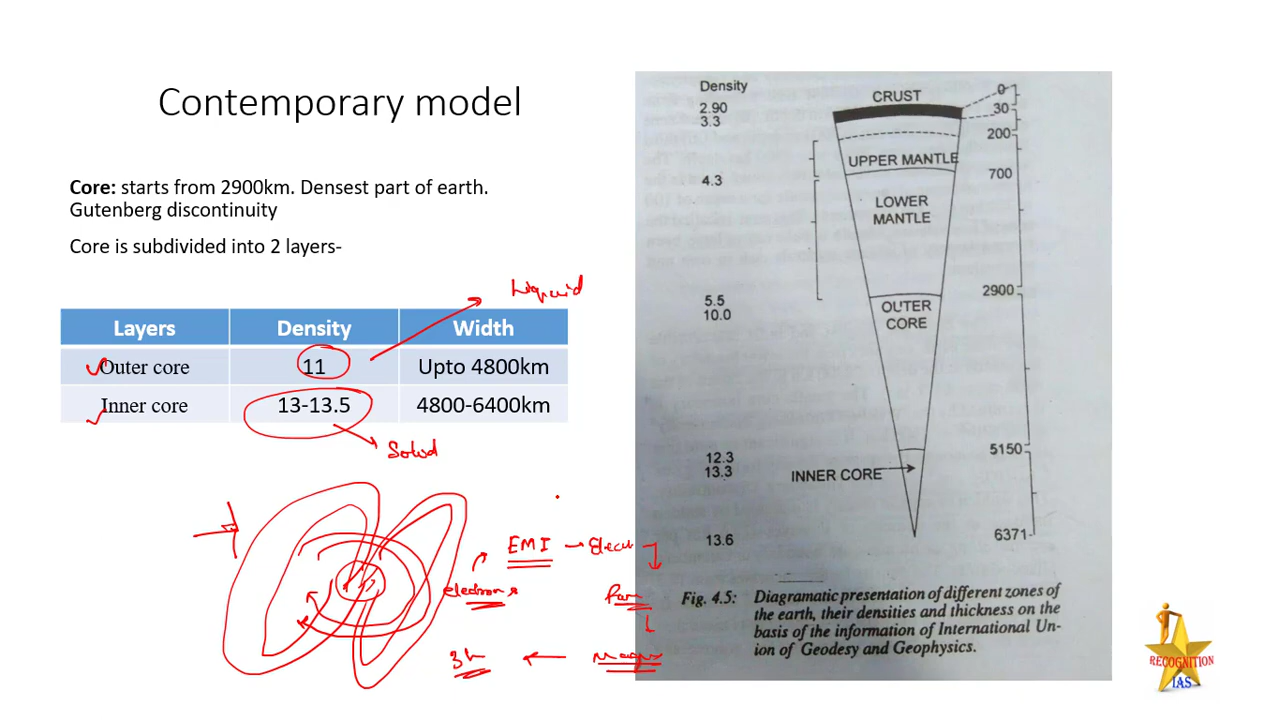 Contemporary model
Core: starts from 2900km. Densest part of earth.
Gutenberg discontinuity
Core is subdivided into 2 layers-
Liquid
Layers Density Width
Outer core 11 Upto 4800km
Inner core 13-13.5 4800-6400km
Solid
EMI
electrons
Density
2.90
3.3
4.3
5.5
10.0
12.3
13.3
13.6
CRUST
UPPER MANTLE
LOWER
MANTLE
OUTER
CORE
INNER CORE
0
30
200
700
2900
5150
6371
Fig. 4.5: Diagramatic presentation of different zones of
the earth, their densities and thickness on the
basis of the information of International Un-
ion of Geodesy and Geophysics.
RECOGNITION
IAS